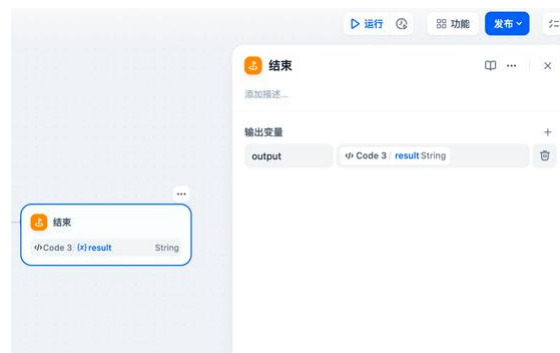 运行
功能
发布
结束
添加描述...
输出变量
output
Code 3 / result String
结束
Code 3 (x) result String